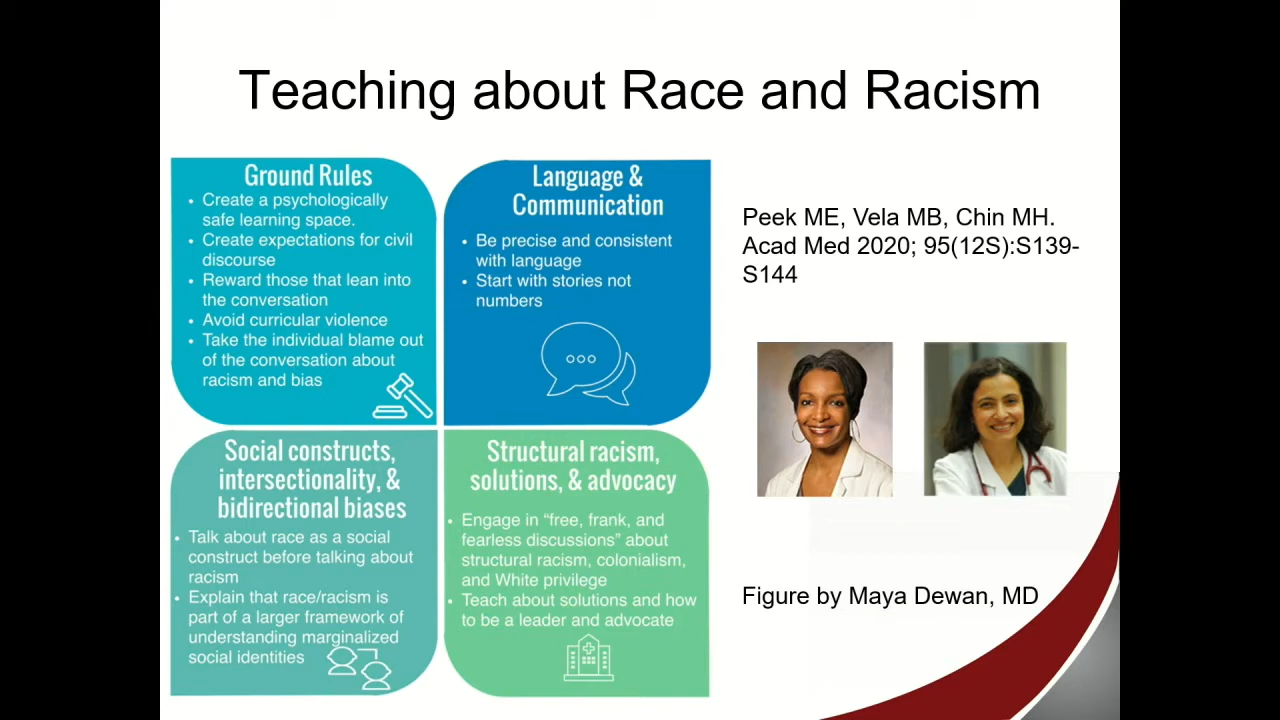 Teaching about Race and Racism
Ground Rules
• Create a psychologically
safe learning space.
• Create expectations for civil
discourse
• Reward those that lean into
the conversation
• Avoid curricular violence
• Take the individual blame out
of the conversation about
racism and bias
Language &
Communication
• Be precise and consistent
with language
• Start with stories not
numbers
Social constructs,
intersectionality, &
bidirectional biases
• Talk about race as a social
construct before talking about
racism
• Explain that race/racism is
part of a larger framework of
understanding marginalized
social identities
Structural racism,
solutions, & advocacy
• Engage in “free, frank, and
fearless discussions” about
structural racism, colonialism,
and White privilege
• Teach about solutions and how
to be a leader and advocate
Peek ME, Vela MB, Chin MH.
Acad Med 2020; 95(12S):S139-
S144
Figure by Maya Dewan, MD